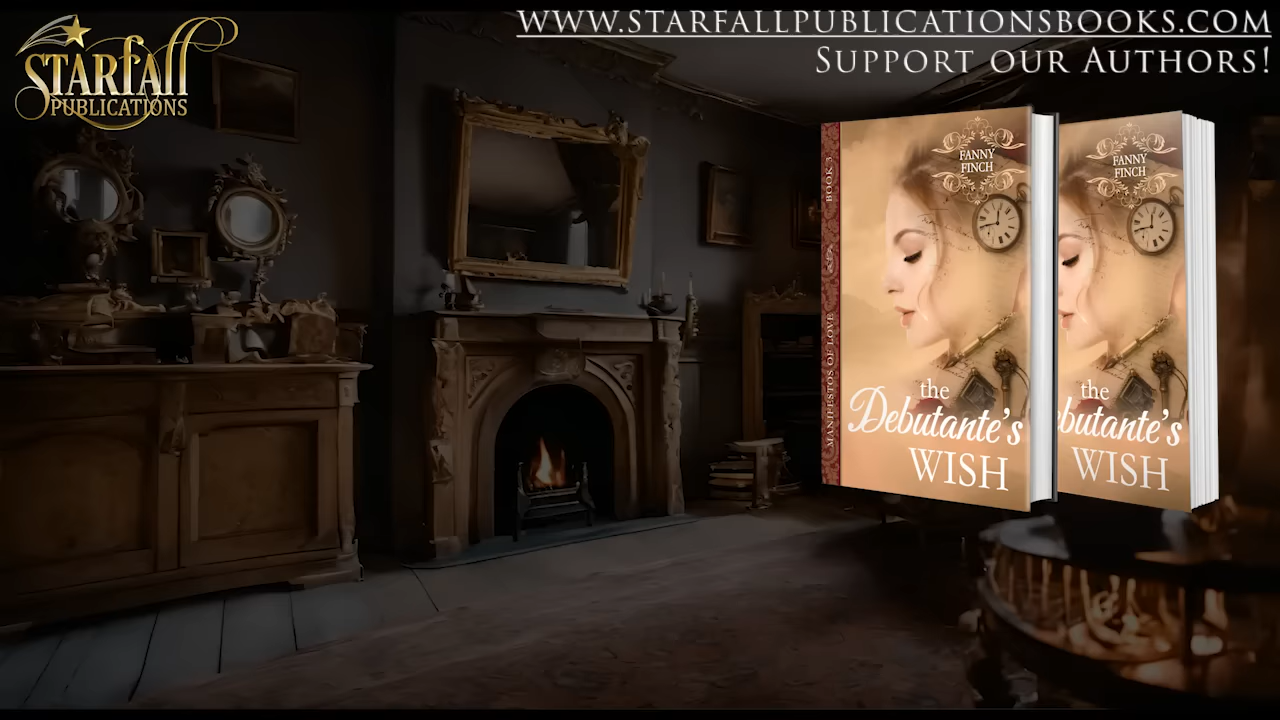 STARfall
PUBLICATIONS
WWW.STARFALLPUBLICATIONSBOOKS.COM
SUPPORT OUR AUTHORS!
BOOK 3
MANIFESTOS OF LOVE
FANNY
FINCH
the
Debutante's
WISH
FANNY
FINCH
the
ebutante's
WISH